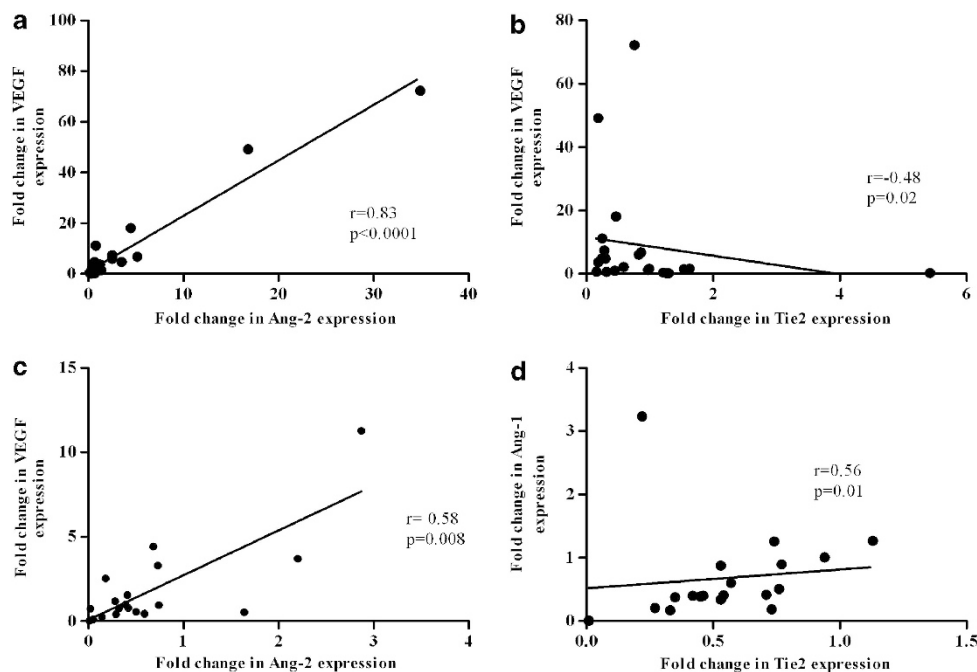 a
100
80
60
40
20
0
Fold change in VEGF
expression
r=0.83
p<0.0001
0 10 20 30 40
Fold change in Ang-2 expression
b
80
60
40
20
0
Fold change in VEGF
expression
r=-0.48
p=0.02
0 2 4 6
Fold change in Tie2 expression
c
15
10
5
0
Fold change in VEGF
expression
r= 0.58
p=0.008
0 1 2 3 4
Fold change in Ang-2 expression
d
4
3
2
1
0
Fold change in Ang-1
expression
r=0.56
p=0.01
0.0 0.5 1.0 1.5
Fold change in Tie2 expression